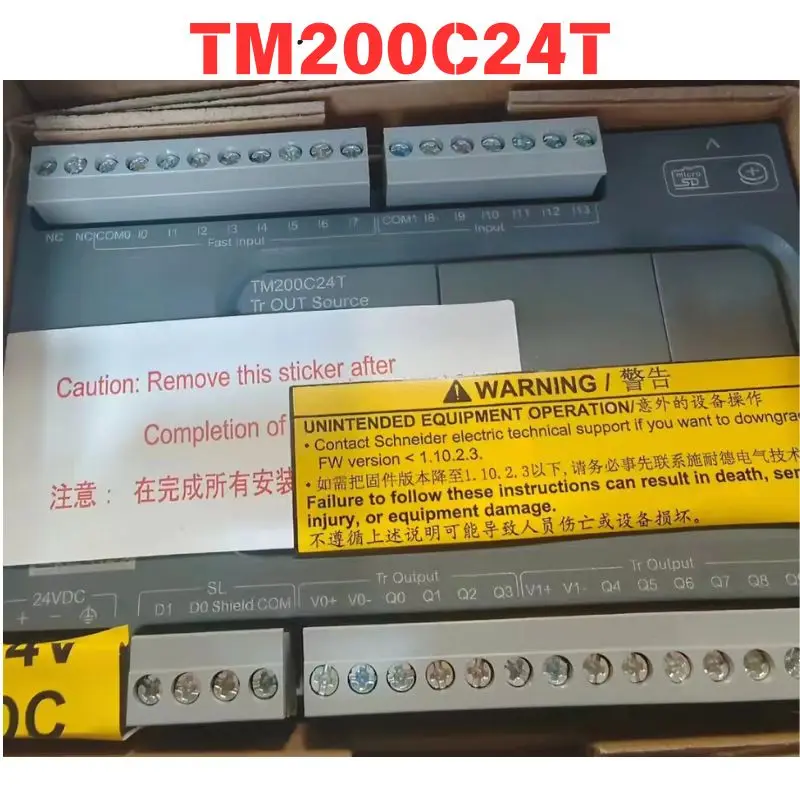 TM200C24T
micro
SD
NC NC COM0 I0 I1 I2 I3 I4 I5 I6 I7
Fast Input
COM1 I8 I9 I10 I11 I12 I13
Input
TM200C24T
Tr OUT Source
Caution: Remove this sticker after
Completion of
注意： 在完成所有安装
WARNING / 警告
UNINTENDED EQUIPMENT OPERATION/意外的设备操作
• Contact Schneider electric technical support if you want to downgra
FW version < 1.10.2.3.
• 如需把固件版本降至1.10.2.3以下,请务必事先联系施耐德电气技术
Failure to follow these instructions can result in death, ser
injury, or equipment damage.
不遵循上述说明可能导致人员伤亡或设备损坏。
24VDC
+ -
SL
D1 D0 Shield COM
Tr Output
V0+ V0- Q0 Q1 Q2 Q3
Tr Output
V1+ V1- Q4 Q5 Q6 Q7 Q8
4V
DC